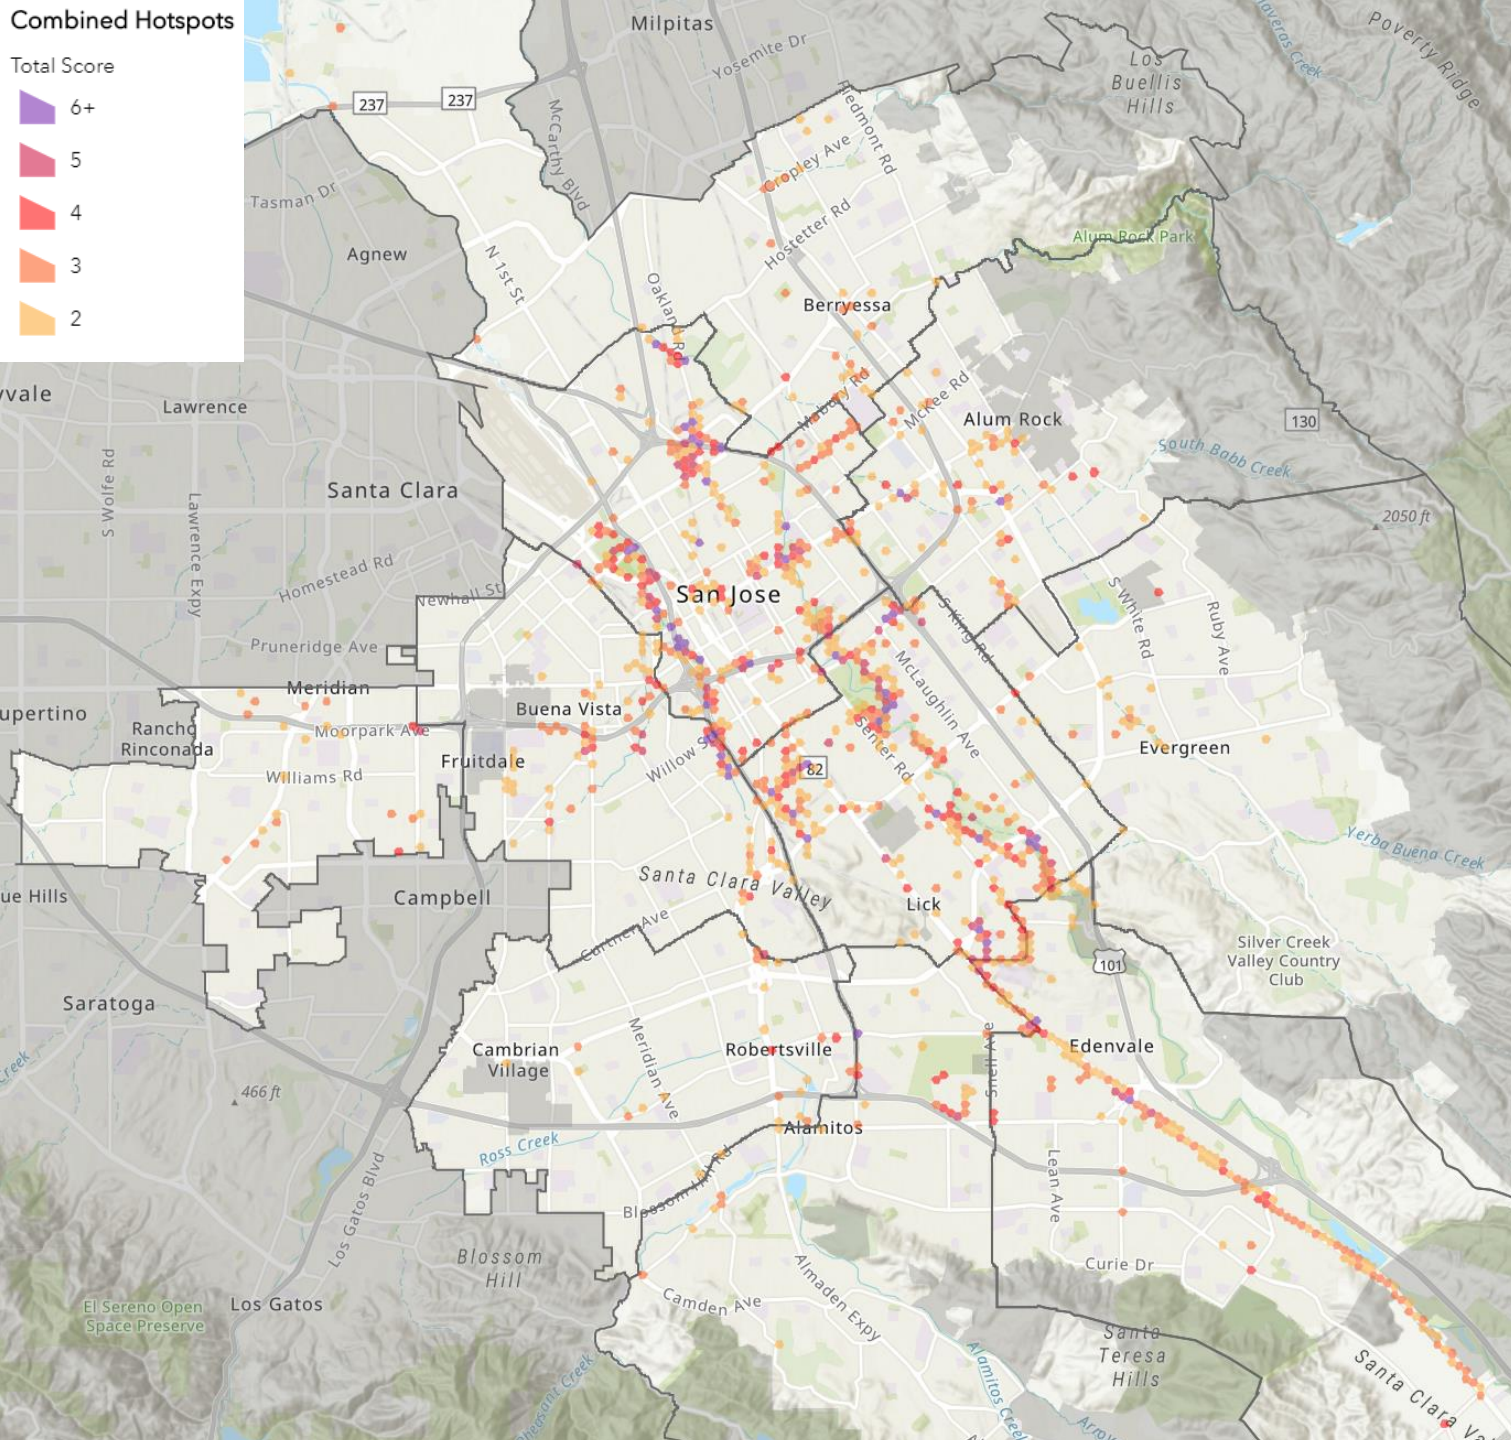 Combined Hotspots
Total Score
6+
5
4
3
2
Milpitas
Yosemite Dr
Poverty Ridge
Los
Buellis
Hills
237
237
McCarthy Blvd
Piedmont Rd
Cropley Ave
Tasman Dr
Hostetter Rd
Alum Rock Park
Agnew
N 1st St
Oakland Rd
Berryessa
Lawrence
Mabury Rd
McKee Rd
Alum Rock
130
South Babb Creek
Santa Clara
S Wolfe Rd
Lawrence Expy
2050 ft
Homestead Rd
Newhall St
San Jose
S King Rd
S White Rd
Ruby Ave
Pruneridge Ave
Meridian
McLaughlin Ave
Buena Vista
Rancho
Rinconada
Moorpark Ave
Senter Rd
Evergreen
Fruitdale
Willow S
82
Williams Rd
Yerba Buena Creek
Santa Clara Valley
Campbell
Lick
Curtner Ave
Silver Creek
Valley Country
Club
101
Saratoga
Cambrian
Village
Meridian Ave
Robertsville
Snell Ave
Edenvale
466 ft
Alamitos
Ross Creek
Blossom Hill Rd
Lean Ave
Los Gatos Blvd
Blossom
Hill
Curie Dr
Almaden Expy
El Sereno Open
Space Preserve
Los Gatos
Camden Ave
Santa
Teresa
Hills
Alamitos Creek
Santa Clara Va